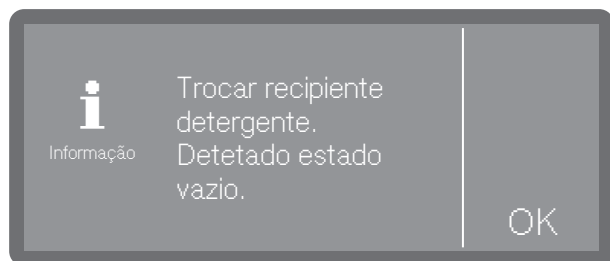 Informação
Trocar recipiente
detergente.
Detetado estado
vazio.
OK